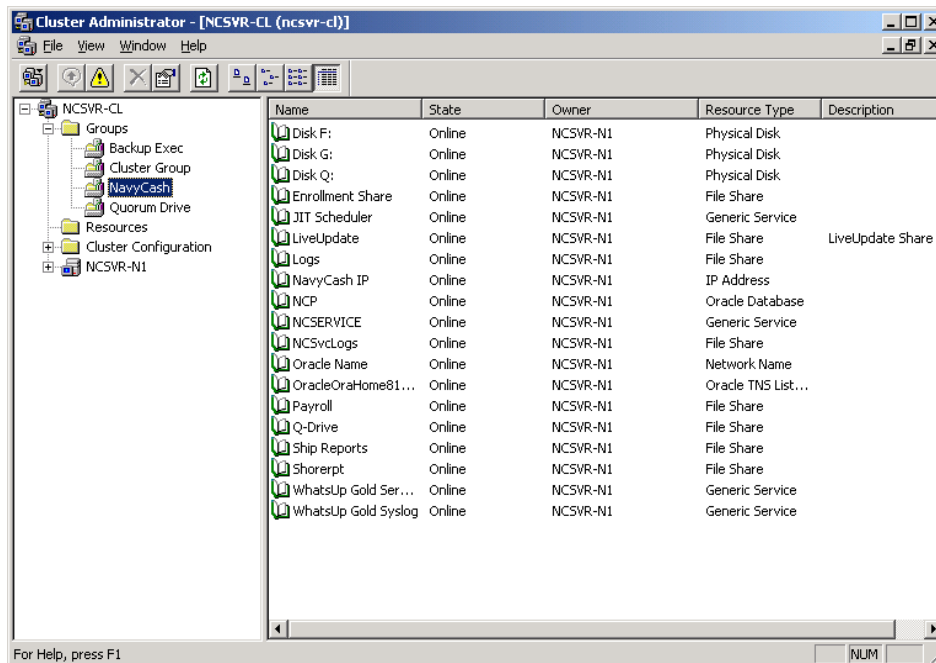 Cluster Administrator - [NCSVR-CL (ncsvr-cl)]
File View Window Help
NCSVR-CL
Groups
Backup Exec
Cluster Group
NavyCash
Quorum Drive
Resources
Cluster Configuration
NCSVR-N1
Name State Owner Resource Type Description
Disk F: Online NCSVR-N1 Physical Disk
Disk G: Online NCSVR-N1 Physical Disk
Disk Q: Online NCSVR-N1 Physical Disk
Enrollment Share Online NCSVR-N1 File Share
JIT Scheduler Online NCSVR-N1 Generic Service
LiveUpdate Online NCSVR-N1 File Share LiveUpdate Share
Logs Online NCSVR-N1 File Share
NavyCash IP Online NCSVR-N1 IP Address
NCP Online NCSVR-N1 Oracle Database
NCSERVICE Online NCSVR-N1 Generic Service
NCSvcLogs Online NCSVR-N1 File Share
Oracle Name Online NCSVR-N1 Network Name
OracleOraHome81... Online NCSVR-N1 Oracle TNS List...
Payroll Online NCSVR-N1 File Share
Q-Drive Online NCSVR-N1 File Share
Ship Reports Online NCSVR-N1 File Share
Shorerpt Online NCSVR-N1 File Share
WhatsUp Gold Ser... Online NCSVR-N1 Generic Service
WhatsUp Gold Syslog Online NCSVR-N1 Generic Service
For Help, press F1 NUM